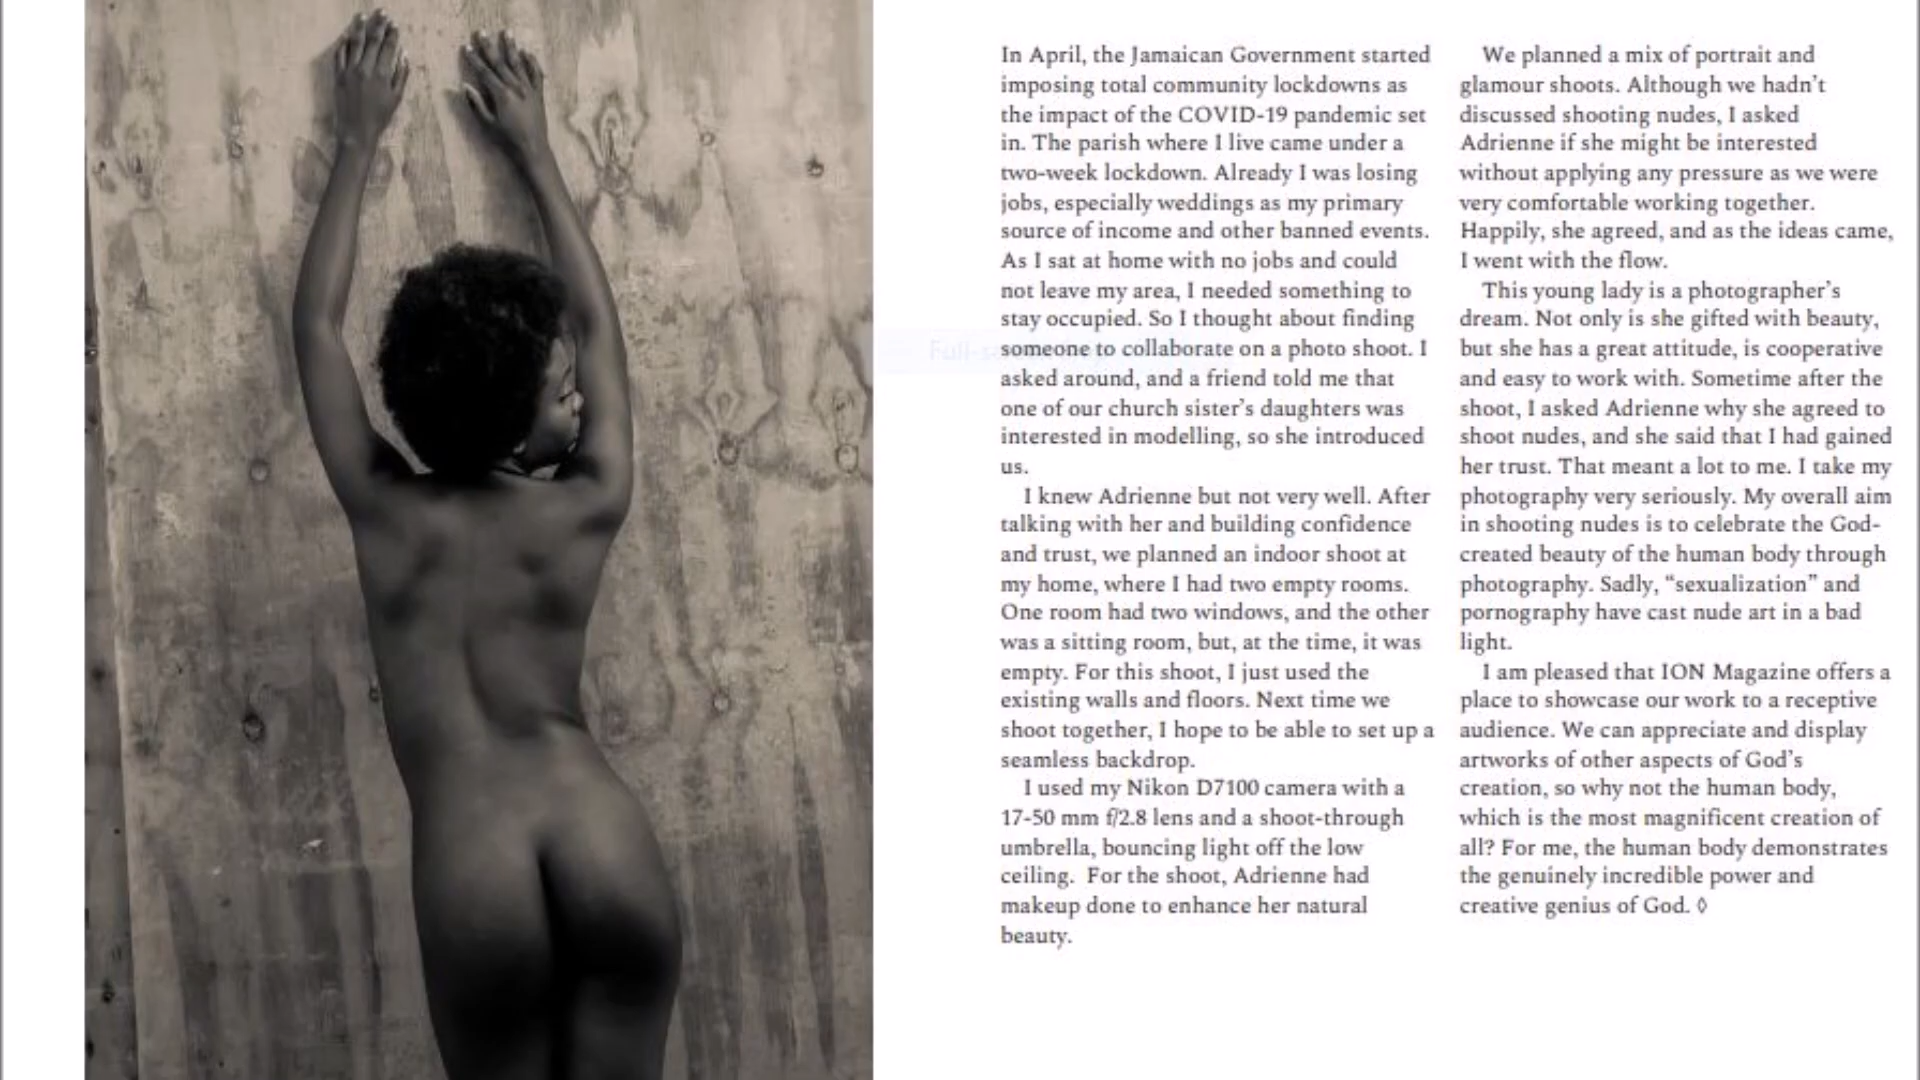 In April, the Jamaican Government started
imposing total community lockdowns as
the impact of the COVID-19 pandemic set
in. The parish where I live came under a
two-week lockdown. Already I was losing
jobs, especially weddings as my primary
source of income and other banned events.
As I sat at home with no jobs and could
not leave my area, I needed something to
stay occupied. So I thought about finding
someone to collaborate on a photo shoot. I
asked around, and a friend told me that
one of our church sister's daughters was
interested in modelling, so she introduced
us.
I knew Adrienne but not very well. After
talking with her and building confidence
and trust, we planned an indoor shoot at
my home, where I had two empty rooms.
One room had two windows, and the other
was a sitting room, but, at the time, it was
empty. For this shoot, I just used the
existing walls and floors. Next time we
shoot together, I hope to be able to set up a
seamless backdrop.
I used my Nikon D7100 camera with a
17-50 mm f/2.8 lens and a shoot-through
umbrella, bouncing light off the low
ceiling.  For the shoot, Adrienne had
makeup done to enhance her natural
beauty.
We planned a mix of portrait and
glamour shoots. Although we hadn't
discussed shooting nudes, I asked
Adrienne if she might be interested
without applying any pressure as we were
very comfortable working together.
Happily, she agreed, and as the ideas came,
I went with the flow.
This young lady is a photographer's
dream. Not only is she gifted with beauty,
but she has a great attitude, is cooperative
and easy to work with. Sometime after the
shoot, I asked Adrienne why she agreed to
shoot nudes, and she said that I had gained
her trust. That meant a lot to me. I take my
photography very seriously. My overall aim
in shooting nudes is to celebrate the God-
created beauty of the human body through
photography. Sadly, "sexualization" and
pornography have cast nude art in a bad
light.
I am pleased that ION Magazine offers a
place to showcase our work to a receptive
audience. We can appreciate and display
artworks of other aspects of God's
creation, so why not the human body,
which is the most magnificent creation of
all? For me, the human body demonstrates
the genuinely incredible power and
creative genius of God. ◊